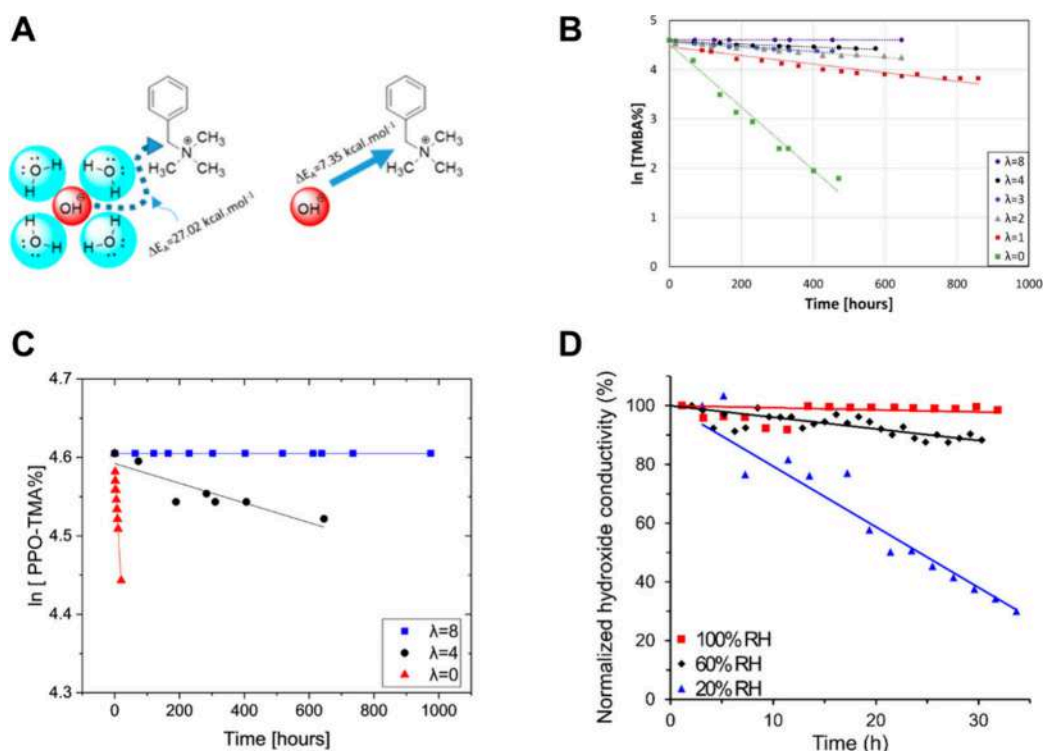 A
CH₃
N
⊕
CH₃
H₃C
ΔEₐ=27.02 kcal.mol⁻¹
H
O
H
H
O
H
OH
⊖
H
O
H
H
O
H
ΔEₐ=7.35 kcal.mol⁻¹
CH₃
N
⊕
CH₃
H₃C
OH
⊖
B
ln [TMBA%]
5
4
3
2
1
0
0
200
400
600
800
1000
Time [hours]
λ=8
λ=4
λ=3
λ=2
λ=1
λ=0
C
ln [ PPO-TMA%]
4.7
4.6
4.5
4.4
4.3
0
200
400
600
800
1000
Time [hours]
λ=8
λ=4
λ=0
D
Normalized hydroxide conductivity (%)
100
80
60
40
20
0
0
10
20
30
Time (h)
100% RH
60% RH
20% RH